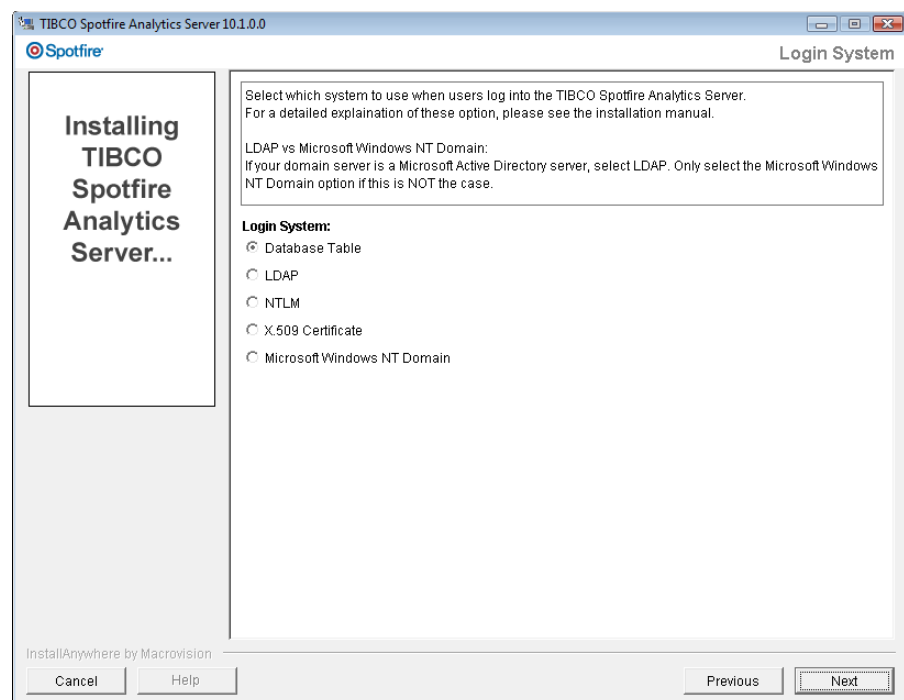 TIBCO Spotfire Analytics Server 10.1.0.0
Spotfire
Login System
Installing
TIBCO
Spotfire
Analytics
Server...
Select which system to use when users log into the TIBCO Spotfire Analytics Server.
For a detailed explaination of these option, please see the installation manual.
LDAP vs Microsoft Windows NT Domain:
If your domain server is a Microsoft Active Directory server, select LDAP. Only select the Microsoft Windows
NT Domain option if this is NOT the case.
Login System:
Database Table
LDAP
NTLM
X.509 Certificate
Microsoft Windows NT Domain
InstallAnywhere by Macrovision
Cancel
Help
Previous
Next